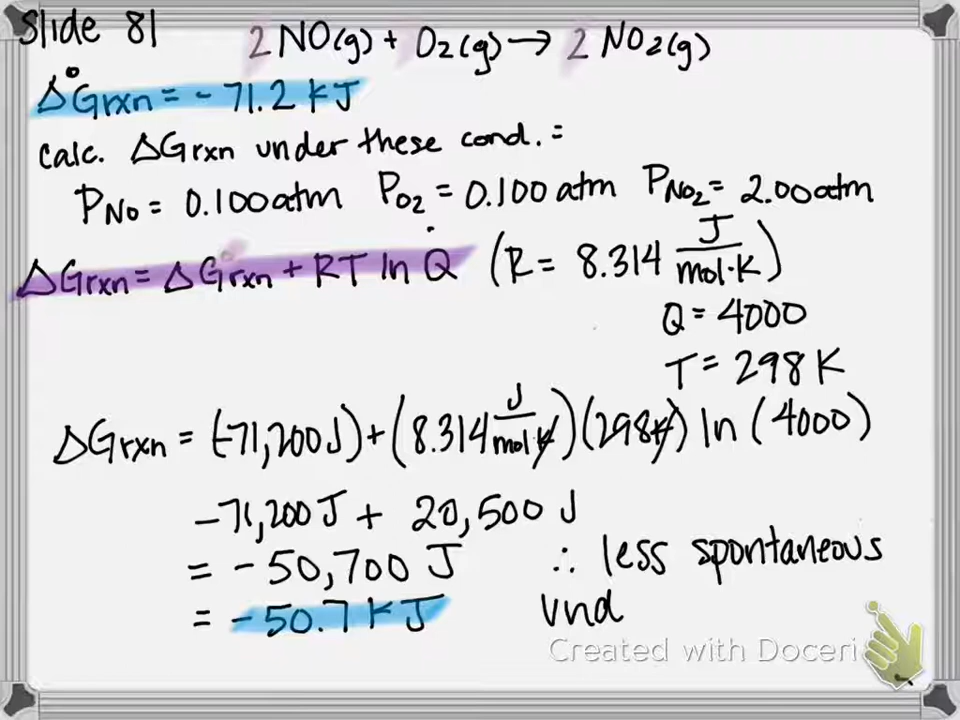 Slide 81
2 NO(g) + O₂(g) → 2 NO₂(g)
ΔG°rxn = -71.2 kJ
calc. ΔGrxn under these cond. =
PNO = 0.100 atm PO₂ = 0.100 atm PNO₂ = 2.00 atm
ΔGrxn = ΔG°rxn + RT ln Q (R = 8.314 J/mol·K)
Q = 4000
T = 298 K
ΔGrxn = (-71,200 J) + (8.314 J/mol·K)(298K) ln (4000)
-71,200 J + 20,500 J
= -50,700 J ∴ less spontaneous
= -50.7 kJ und
Created with Doceri